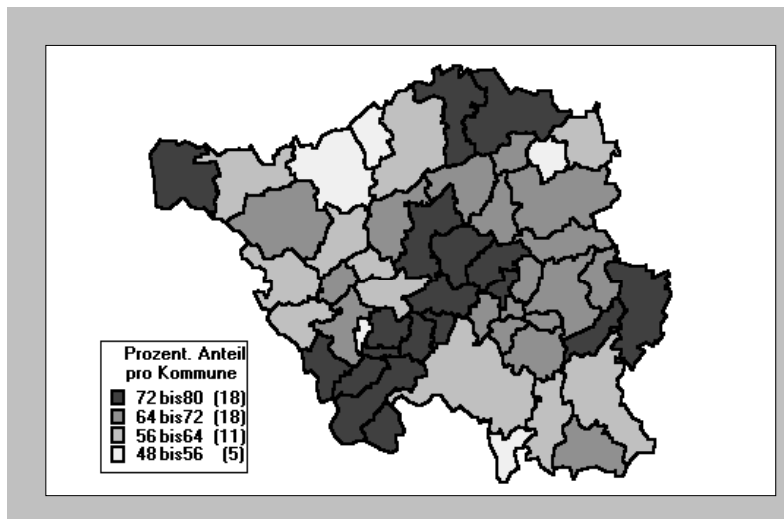 Prozent. Anteil
pro Kommune
72 bis80 (18)
64 bis72 (18)
56 bis64 (11)
48 bis56 (5)